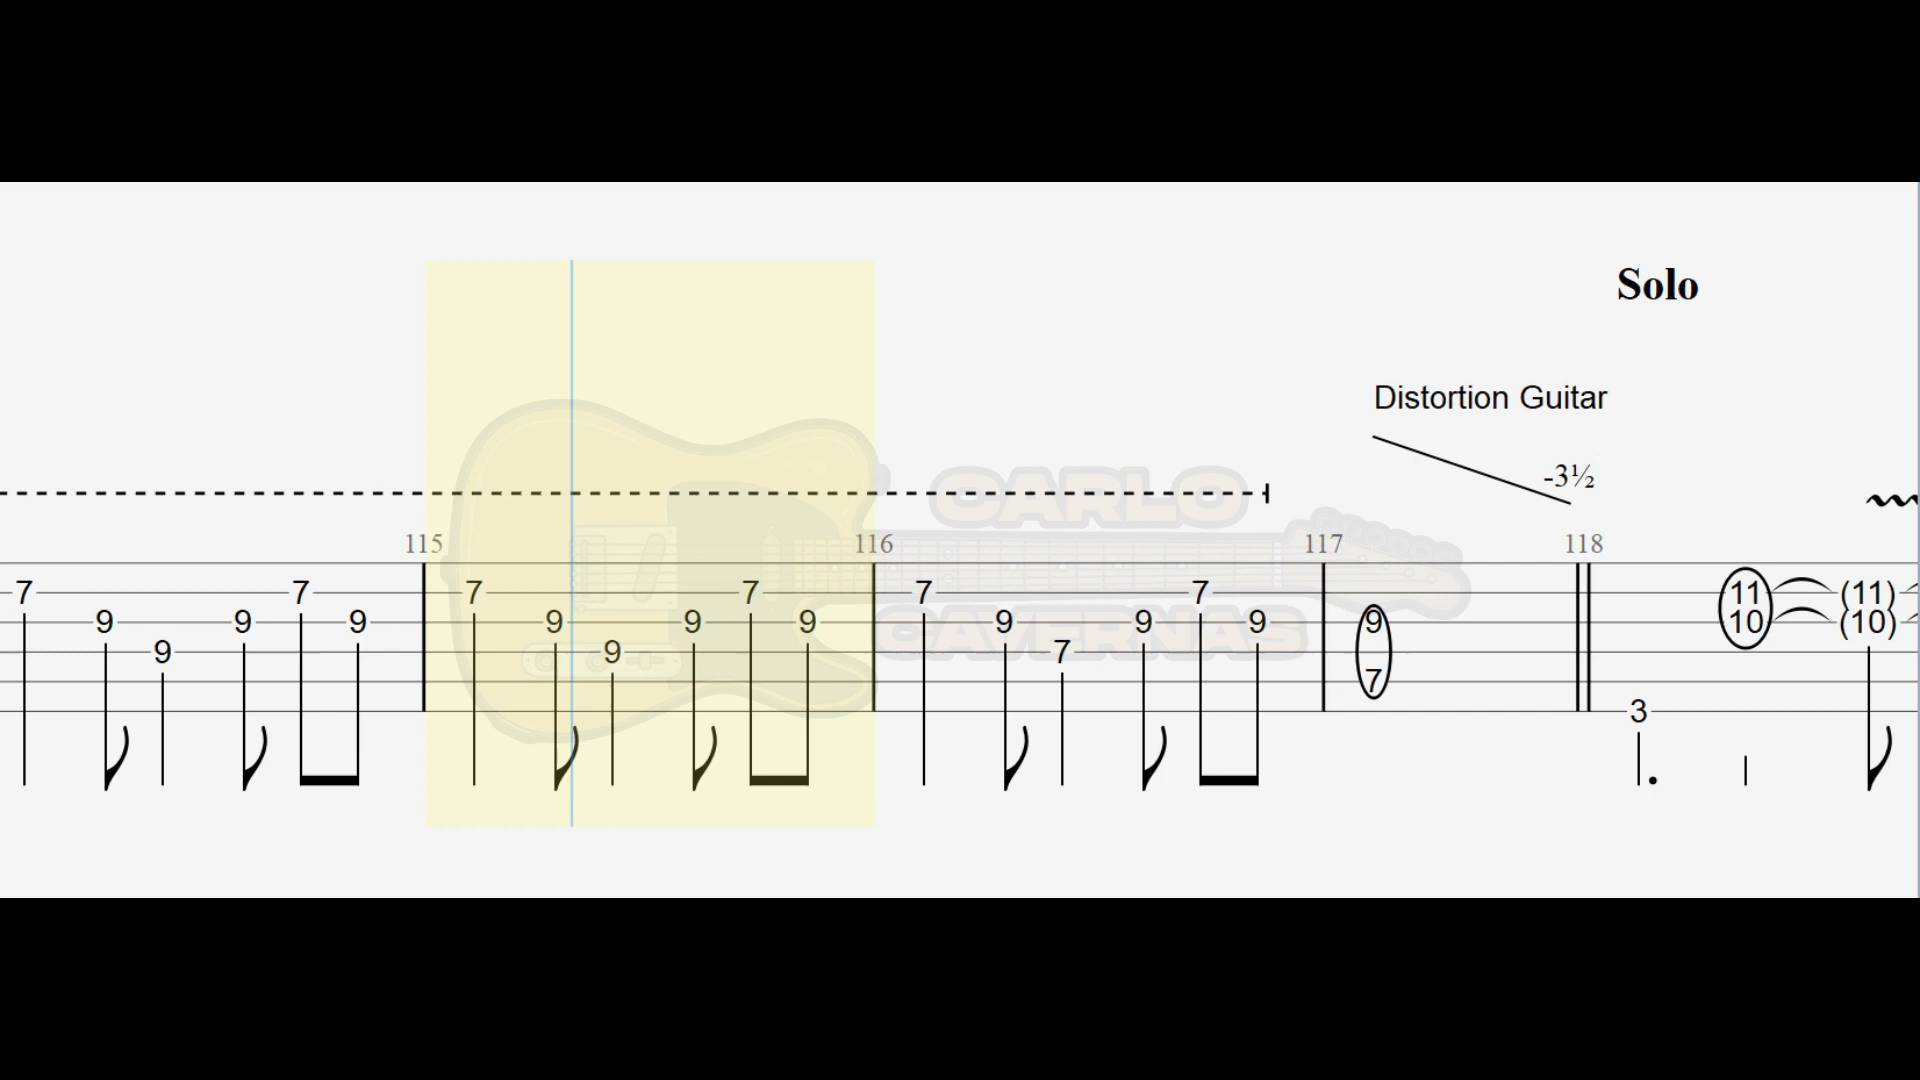 Solo
Distortion Guitar
-3½
CARLO
115 116 117 118
7 7 7 7 7 7 11 (11)
9 9 9 9 9 9 9 9 9 9 10 (10)
9 9 7
7
3
CAVERNAS